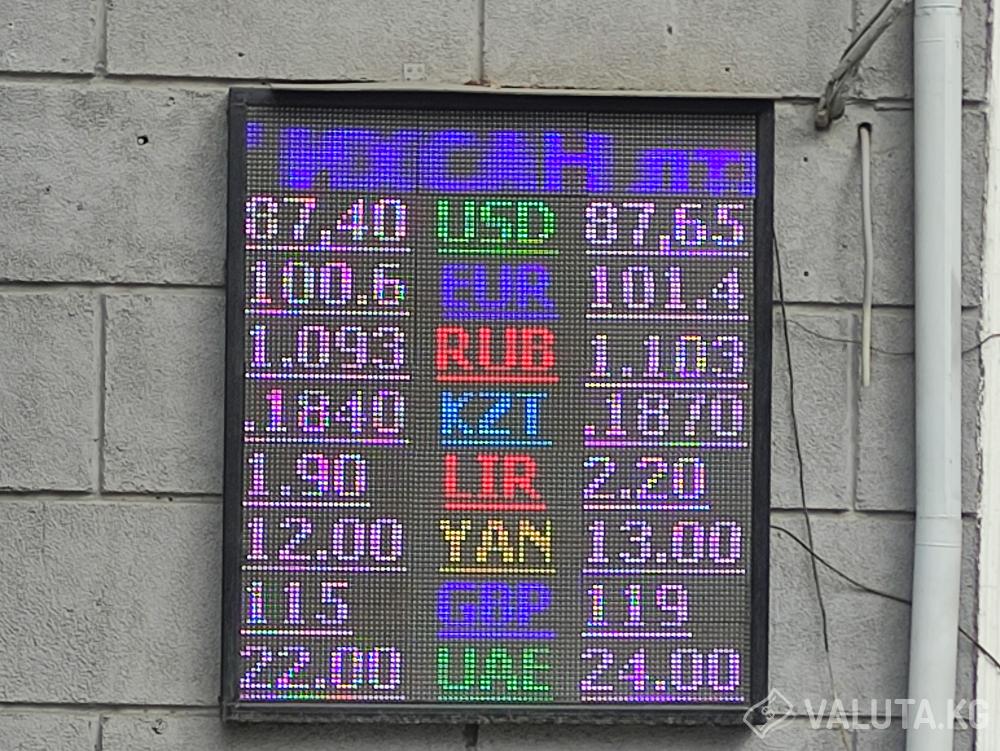 87,40 USD 87,65
100.6 EUR 101.4
1.093 RUB 1.103
.1840 KZT .1870
1.90 LIR 2.20
12.00 YAN 13.00
115 GBP 119
22.00 UAE 24.00
VALUTA.KG